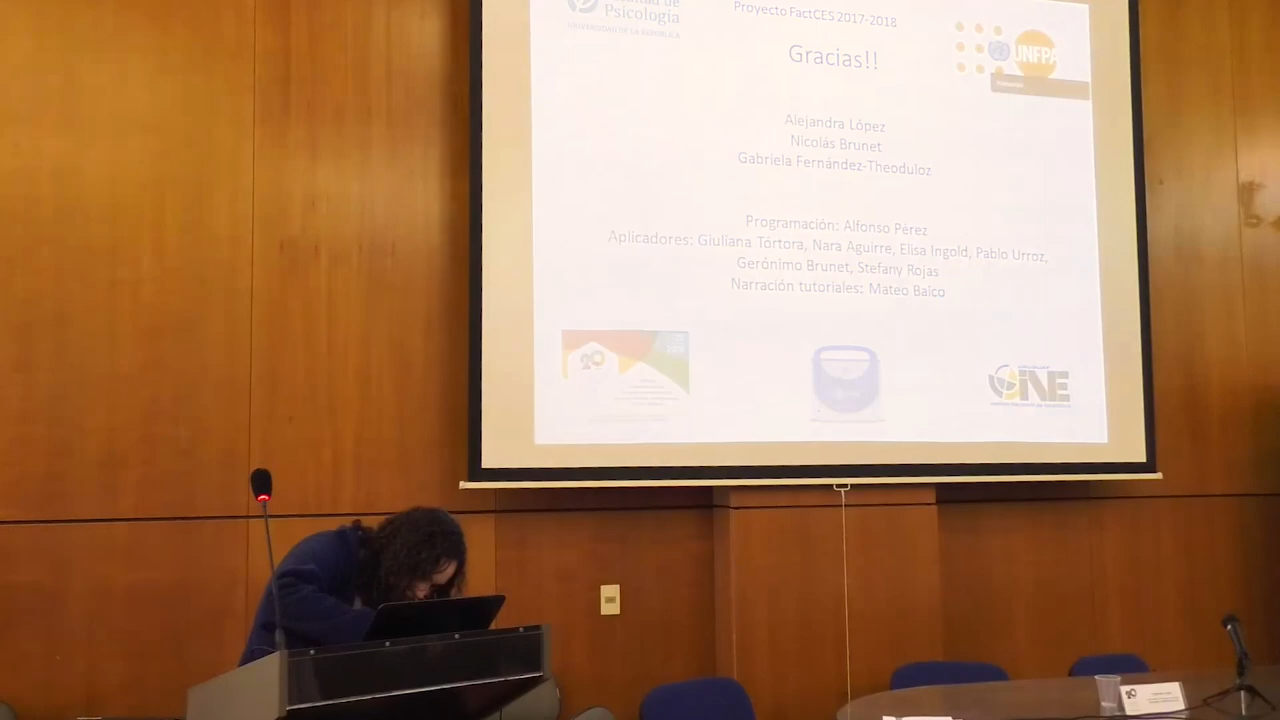 Psicología
UNIVERSIDAD DE LA REPÚBLICA
Proyecto FactCES 2017-2018
Gracias!!
UNFPA
Alejandra López
Nicolás Brunet
Gabriela Fernández-Theoduloz
Programación: Alfonso Pérez
Aplicadores: Giuliana Tórtora, Nara Aguirre, Elisa Ingold, Pablo Urroz,
Gerónimo Brunet, Stefany Rojas
Narración tutoriales: Mateo Baico
20
INE
20